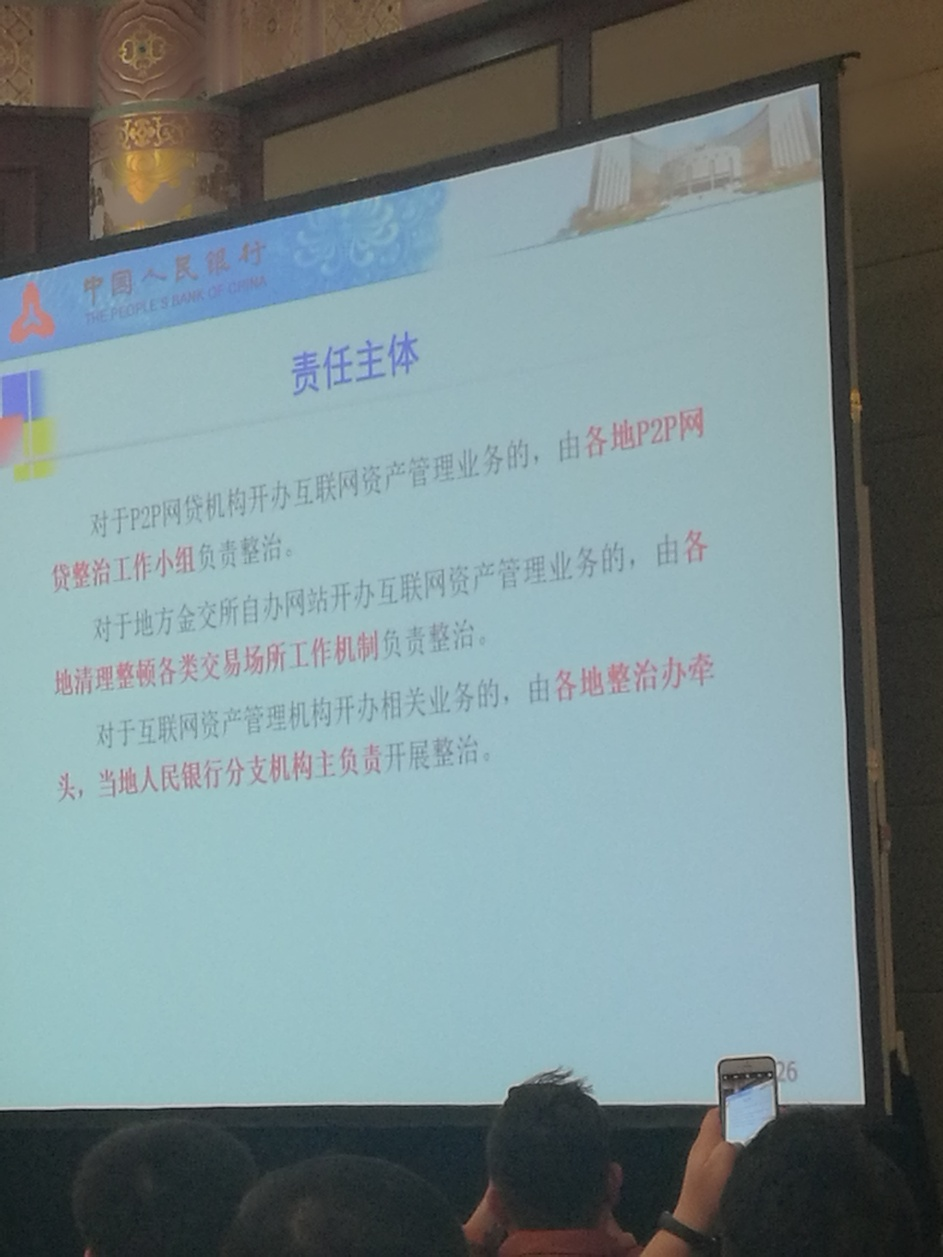 中国人民银行
THE PEOPLE'S BANK OF CHINA
责任主体
对于P2P网贷机构开办互联网资产管理业务的，由各地P2P网
贷整治工作小组负责整治。
对于地方金交所自办网站开办互联网资产管理业务的，由各
地清理整顿各类交易场所工作机制负责整治。
对于互联网资产管理机构开办相关业务的，由各地整治办牵
头，当地人民银行分支机构主负责开展整治。
26